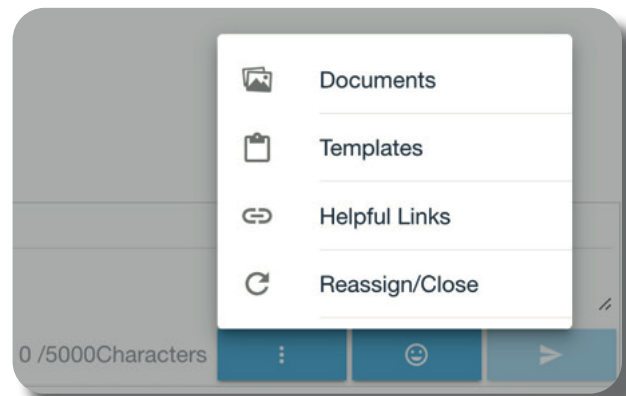 Documents
Templates
Helpful Links
Reassign/Close
0 /5000Characters